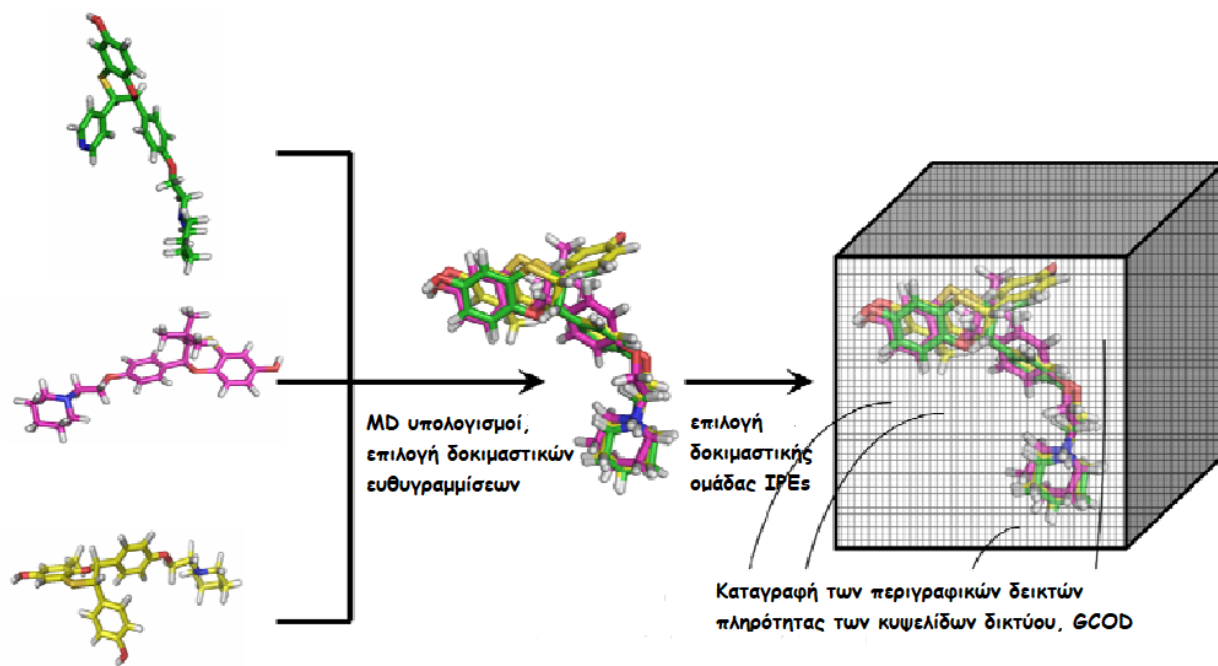 MD υπολογισμοί,
επιλογή δοκιμαστικών
ευθυγραμμίσεων
επιλογή
δοκιμαστικής
ομάδας IPEs
Καταγραφή των περιγραφικών δεικτών
πληρότητας των κυψελίδων δικτύου, GCOD